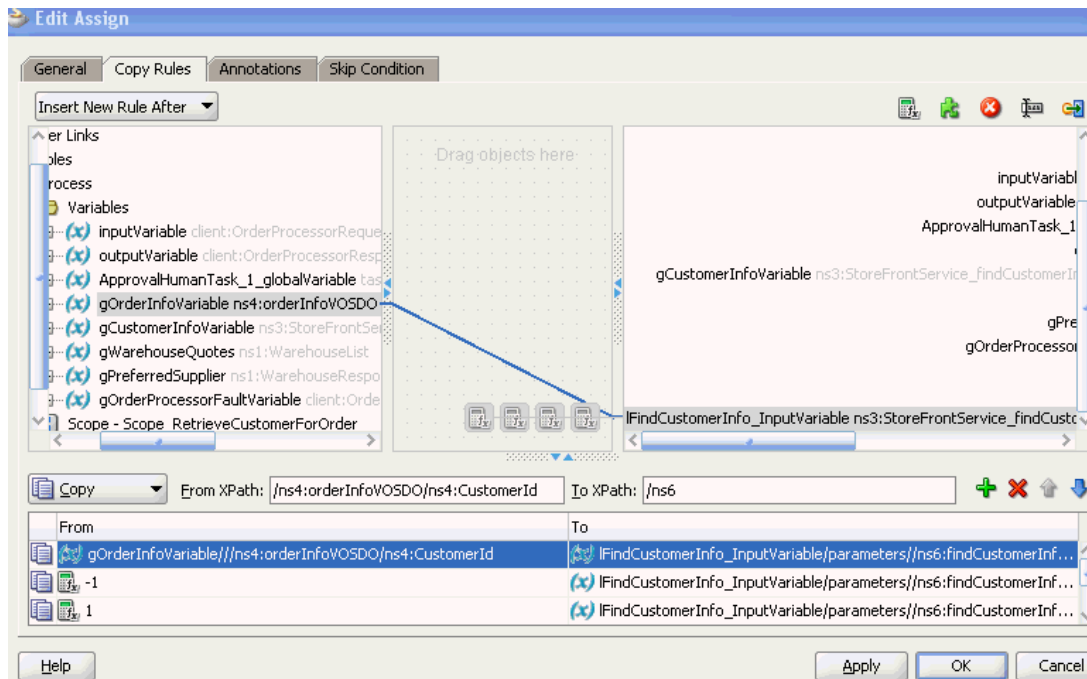 Edit Assign
General Copy Rules Annotations Skip Condition
Insert New Rule After
er Links
bles
rocess
Variables
inputVariable client:OrderProcessorReque
outputVariable client:OrderProcessorResp
ApprovalHumanTask_1_globalVariable tas
gOrderInfoVariable ns4:orderInfoVOSDO
gCustomerInfoVariable ns3:StoreFrontSe
gWarehouseQuotes ns1:WarehouseList
gPreferredSupplier ns1:WarehouseRespo
gOrderProcessorFaultVariable client:Orde
Scope - Scope_RetrieveCustomerForOrder
Drag objects here
inputVariabl
outputVariable
ApprovalHumanTask_1
gCustomerInfoVariable ns3:StoreFrontService_findCustomerIr
gPre
gOrderProcessor
lFindCustomerInfo_InputVariable ns3:StoreFrontService_findCustc
Copy From XPath: /ns4:orderInfoVOSDO/ns4:CustomerId To XPath: /ns6
From To
gOrderInfoVariable///ns4:orderInfoVOSDO/ns4:CustomerId lFindCustomerInfo_InputVariable/parameters//ns6:findCustomerInf...
-1 lFindCustomerInfo_InputVariable/parameters//ns6:findCustomerInf...
1 lFindCustomerInfo_InputVariable/parameters//ns6:findCustomerInf...
Help Apply OK Cancel